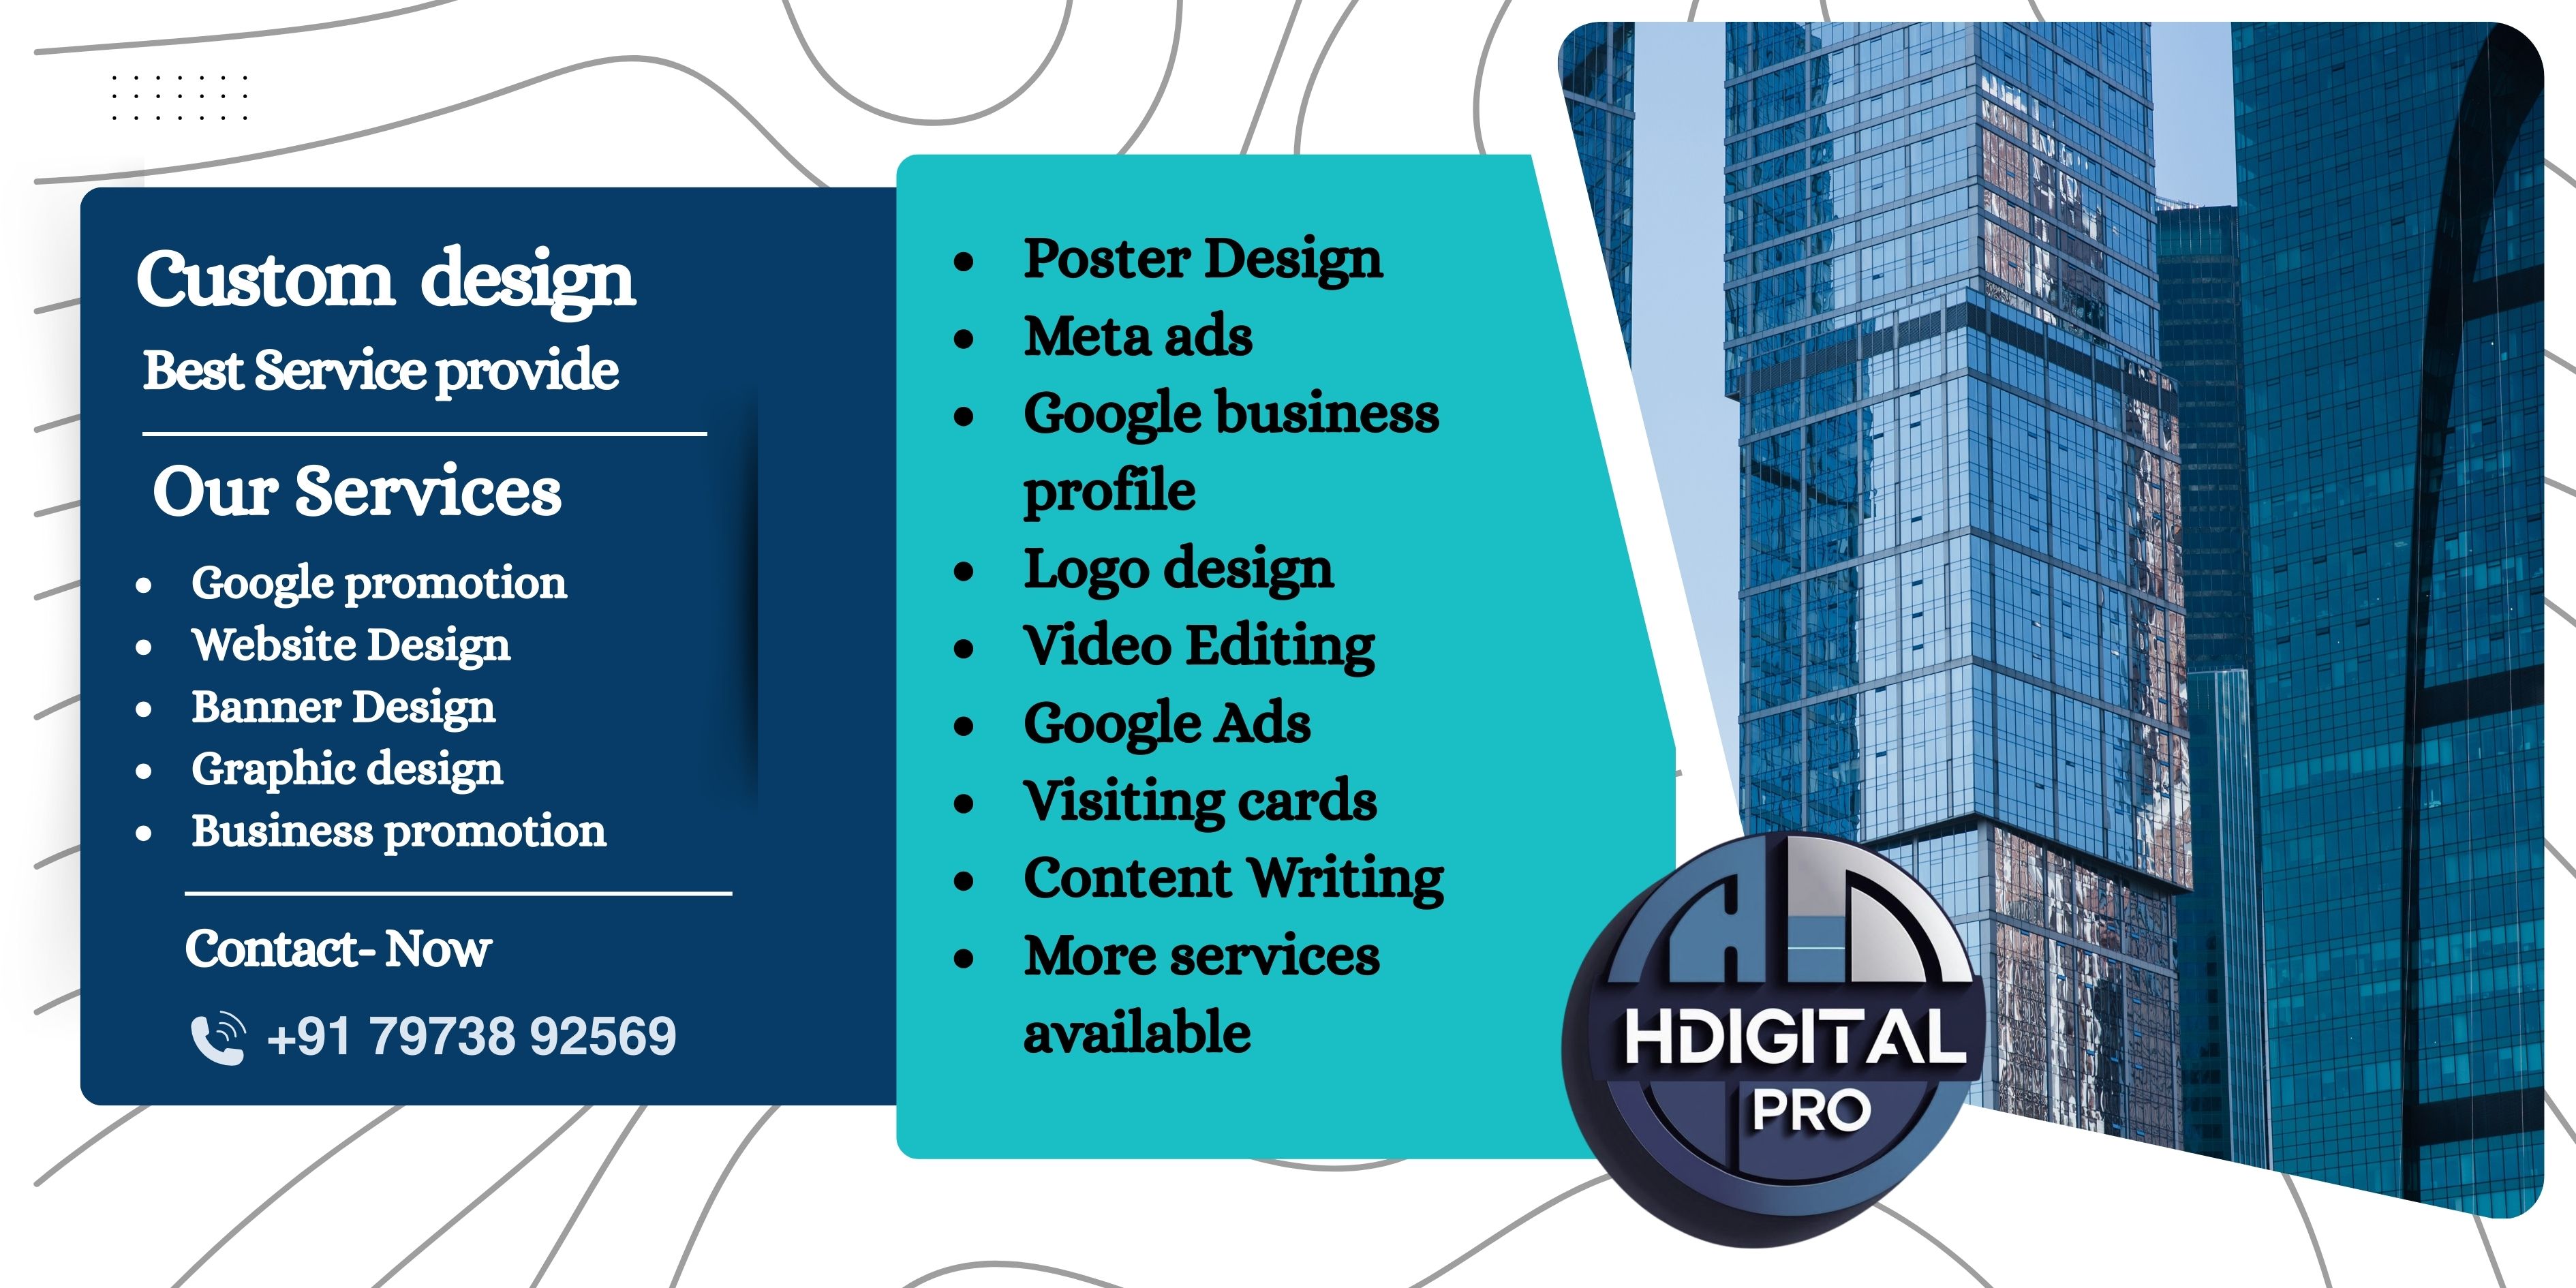 Custom design
Best Service provide
Our Services
• Google promotion
• Website Design
• Banner Design
• Graphic design
• Business promotion
Contact- Now
+91 79738 92569
• Poster Design
• Meta ads
• Google business
profile
• Logo design
• Video Editing
• Google Ads
• Visiting cards
• Content Writing
• More services
available
HDIGITAL
PRO